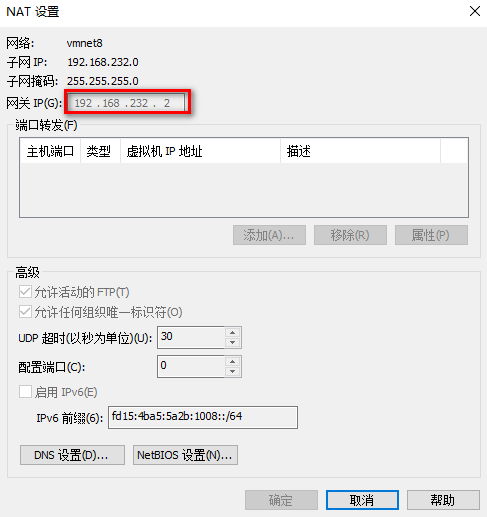 NAT 设置
网络: vmnet8
子网 IP: 192.168.232.0
子网掩码: 255.255.255.0
网关 IP(G): 192 . 168 . 232 . 2
端口转发(F)
主机端口 类型 虚拟机 IP 地址 描述
添加(A)... 移除(R) 属性(P)
高级
允许活动的 FTP(T)
允许任何组织唯一标识符(O)
UDP 超时(以秒为单位)(U): 30
配置端口(C): 0
启用 IPv6(E)
IPv6 前缀(6): fd15:4ba5:5a2b:1008::/64
DNS 设置(D)... NetBIOS 设置(N)...
确定 取消 帮助